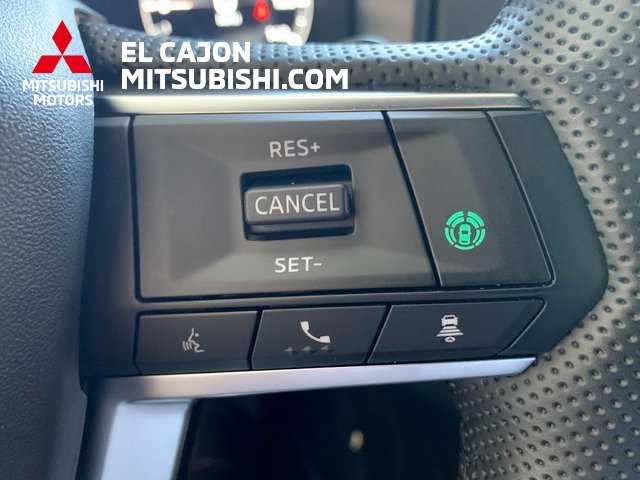 MITSUBISHI
MOTORS
EL CAJON
MITSUBISHI.COM
RES+
CANCEL
SET-